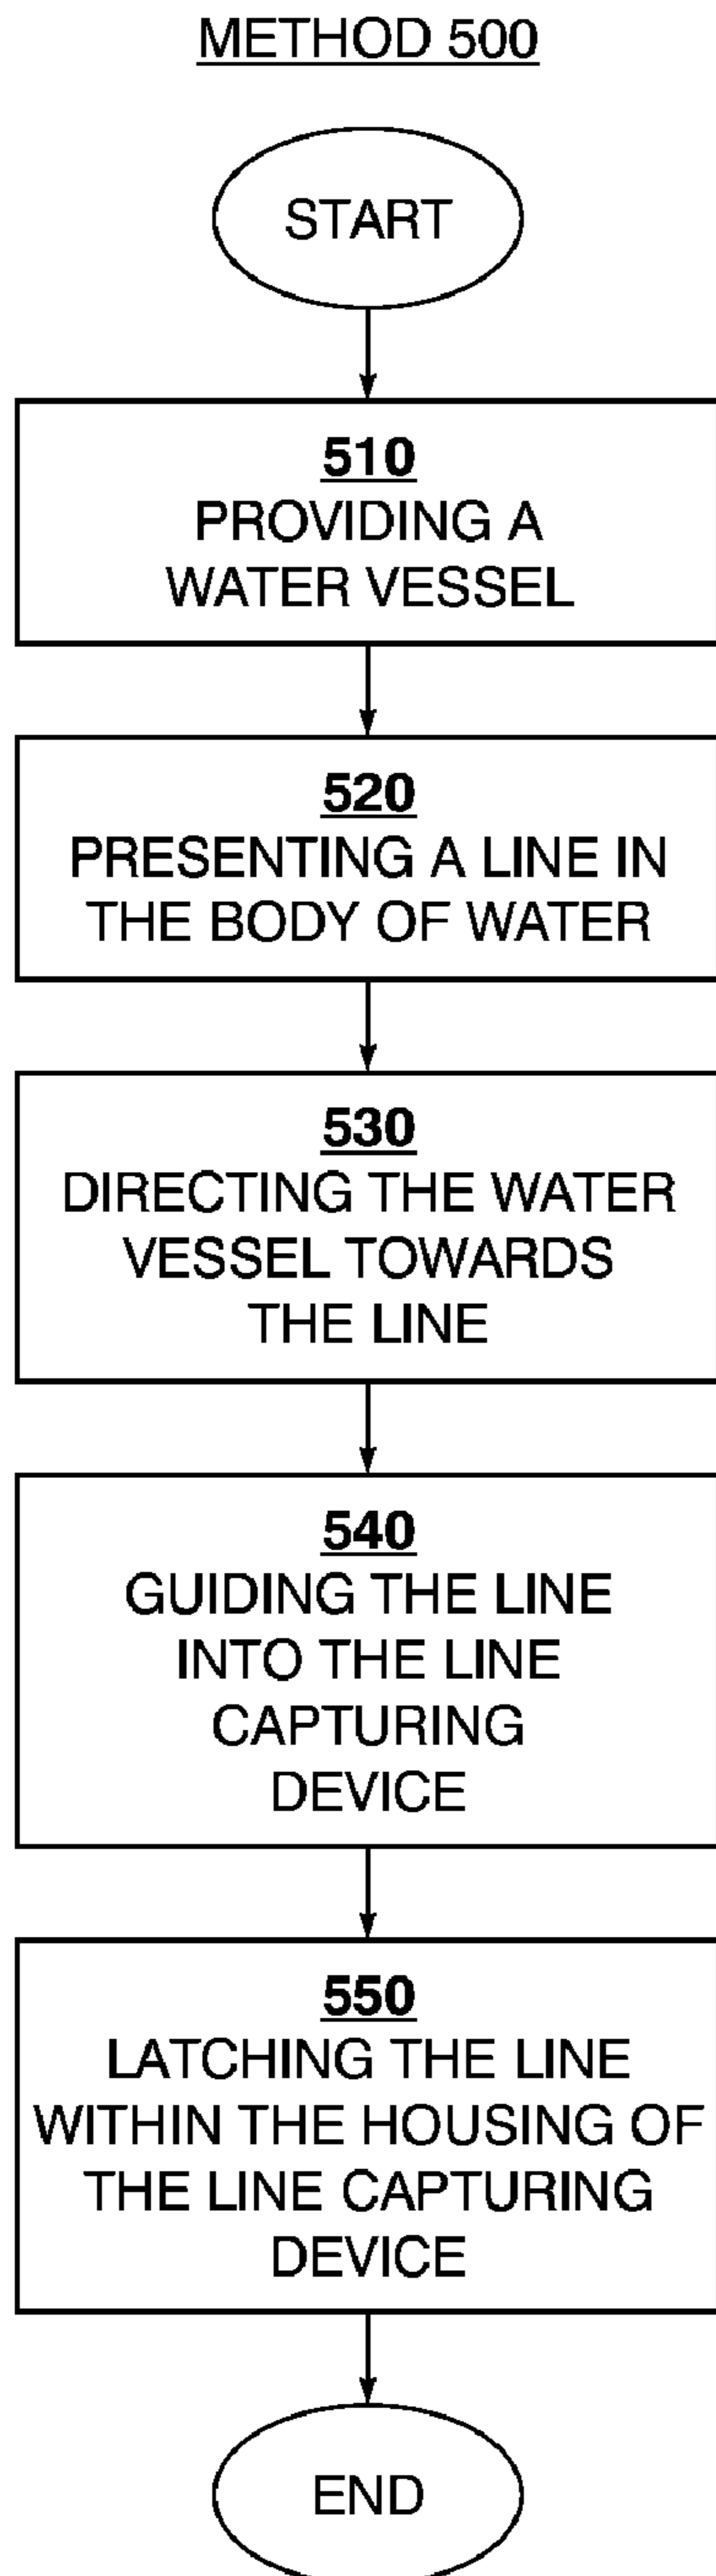 METHOD 500
START
510
PROVIDING A
WATER VESSEL
520
PRESENTING A LINE IN
THE BODY OF WATER
530
DIRECTING THE WATER
VESSEL TOWARDS
THE LINE
540
GUIDING THE LINE
INTO THE LINE
CAPTURING
DEVICE
550
LATCHING THE LINE
WITHIN THE HOUSING OF
THE LINE CAPTURING
DEVICE
END